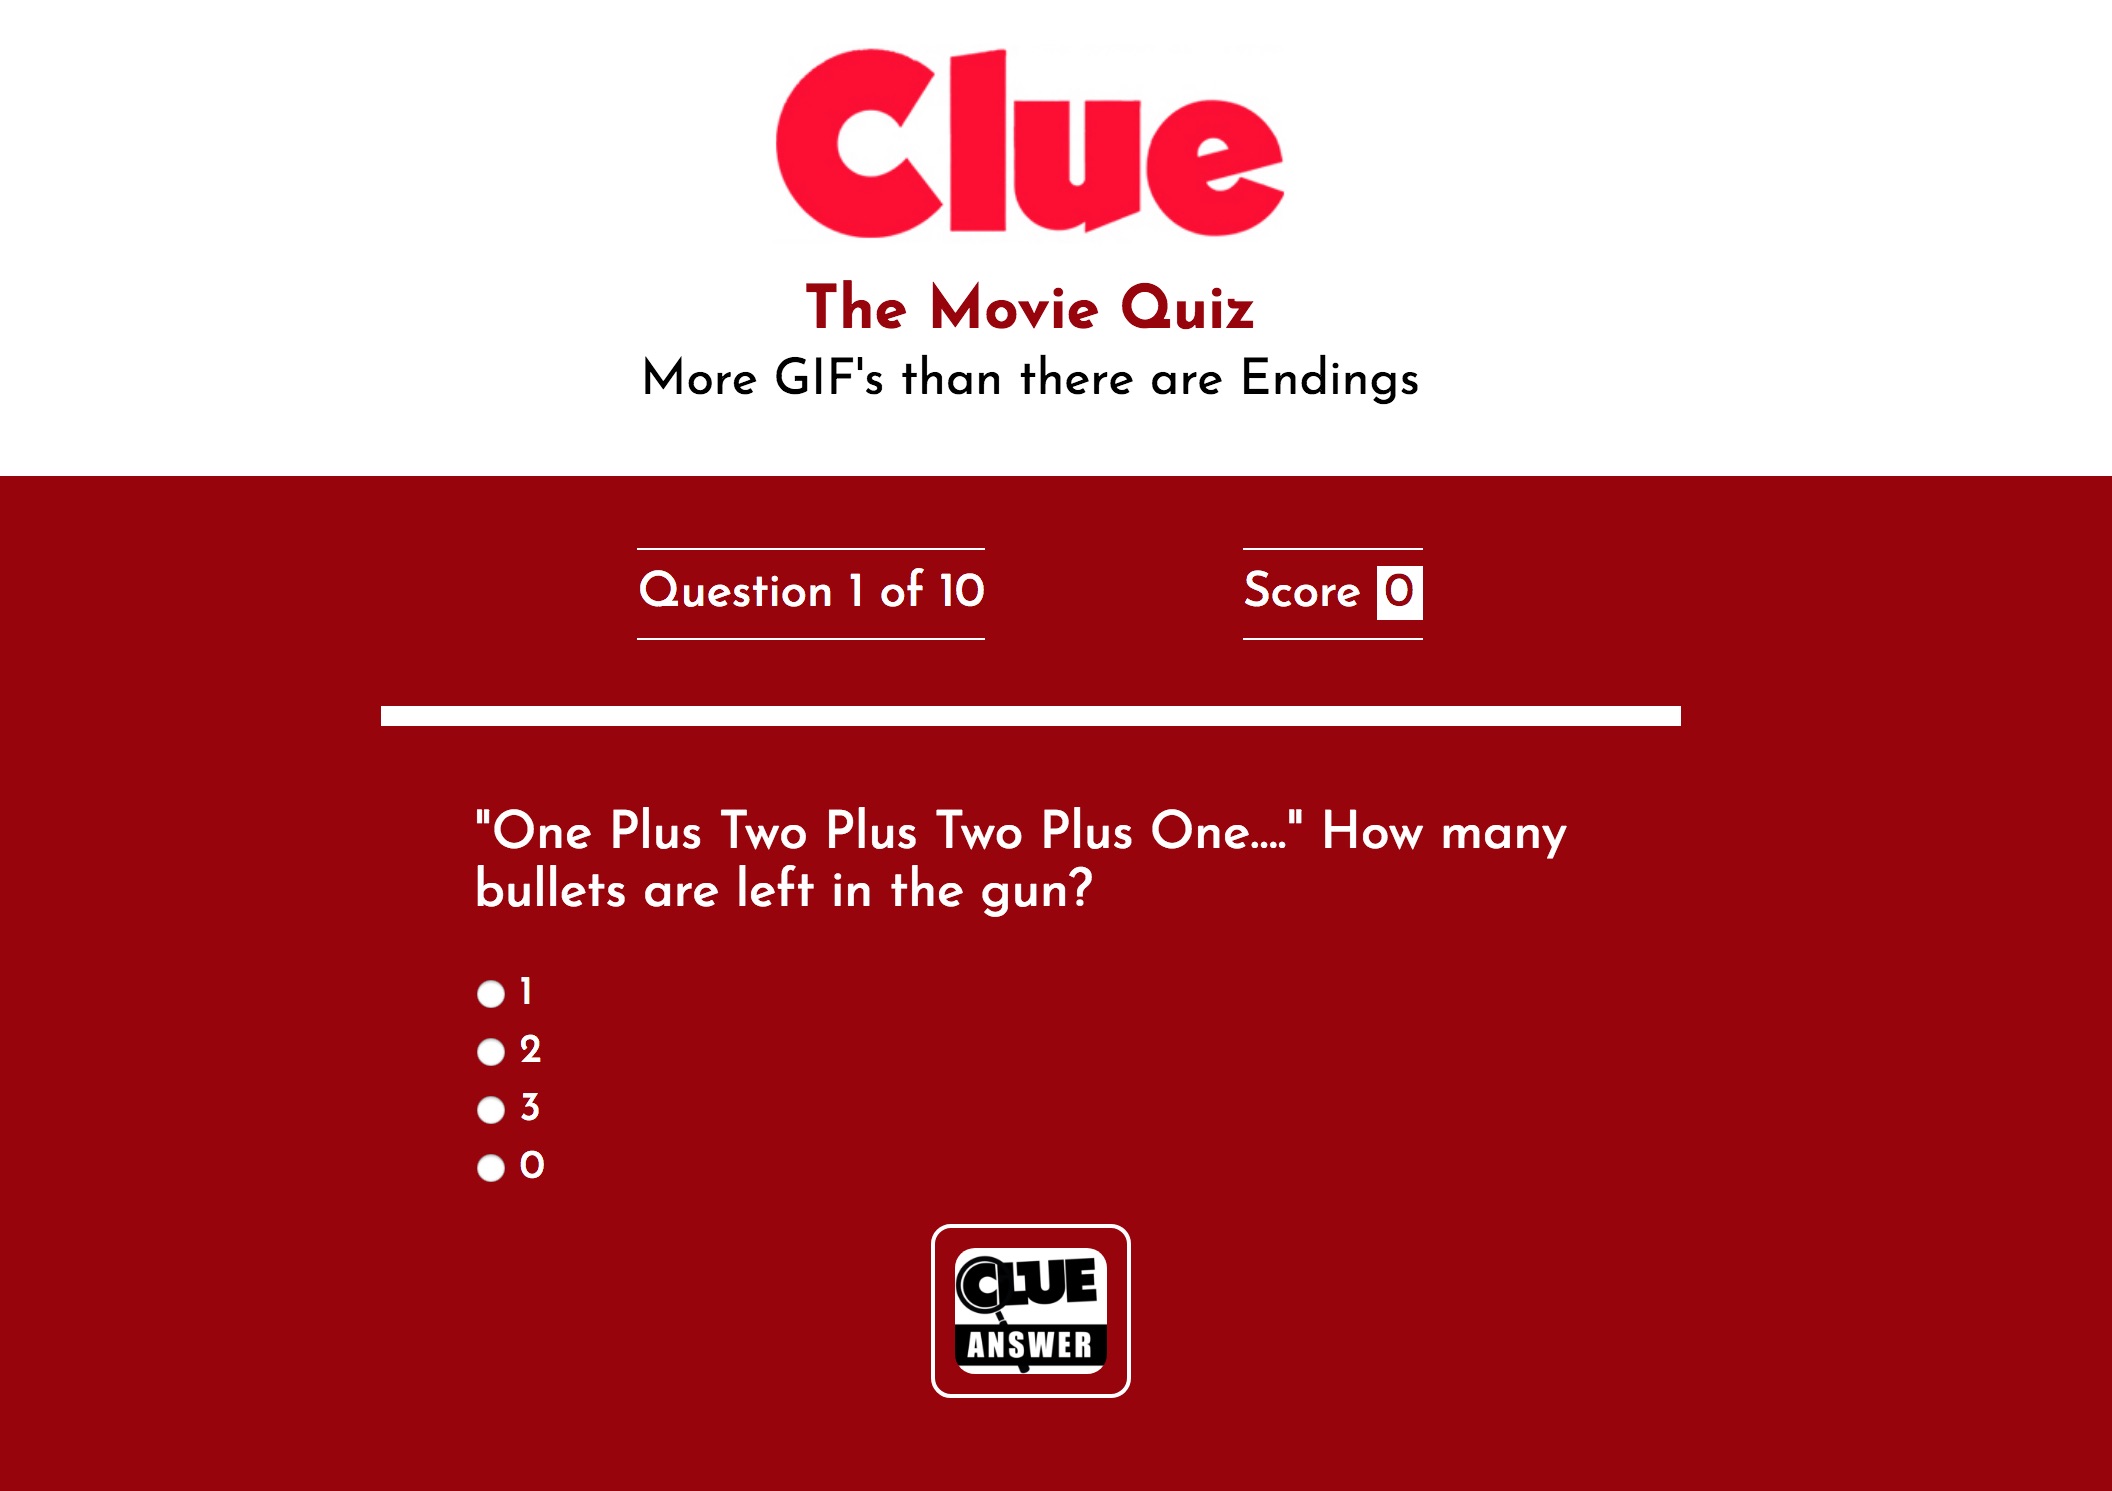 Clue
The Movie Quiz
More GIF's than there are Endings
Question 1 of 10
Score 0
"One Plus Two Plus Two Plus One...." How many
bullets are left in the gun?
1
2
3
0
CLUE
ANSWER